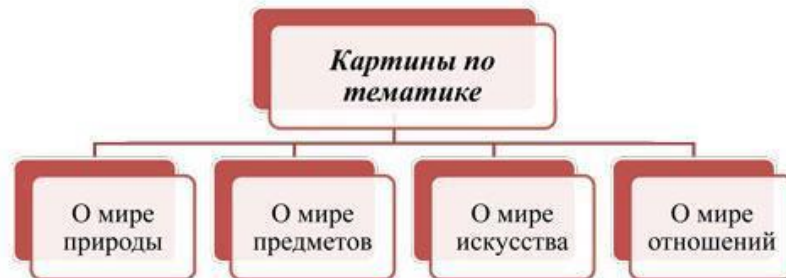 Картины по
тематике
О мире
природы
О мире
предметов
О мире
искусства
О мире
отношений